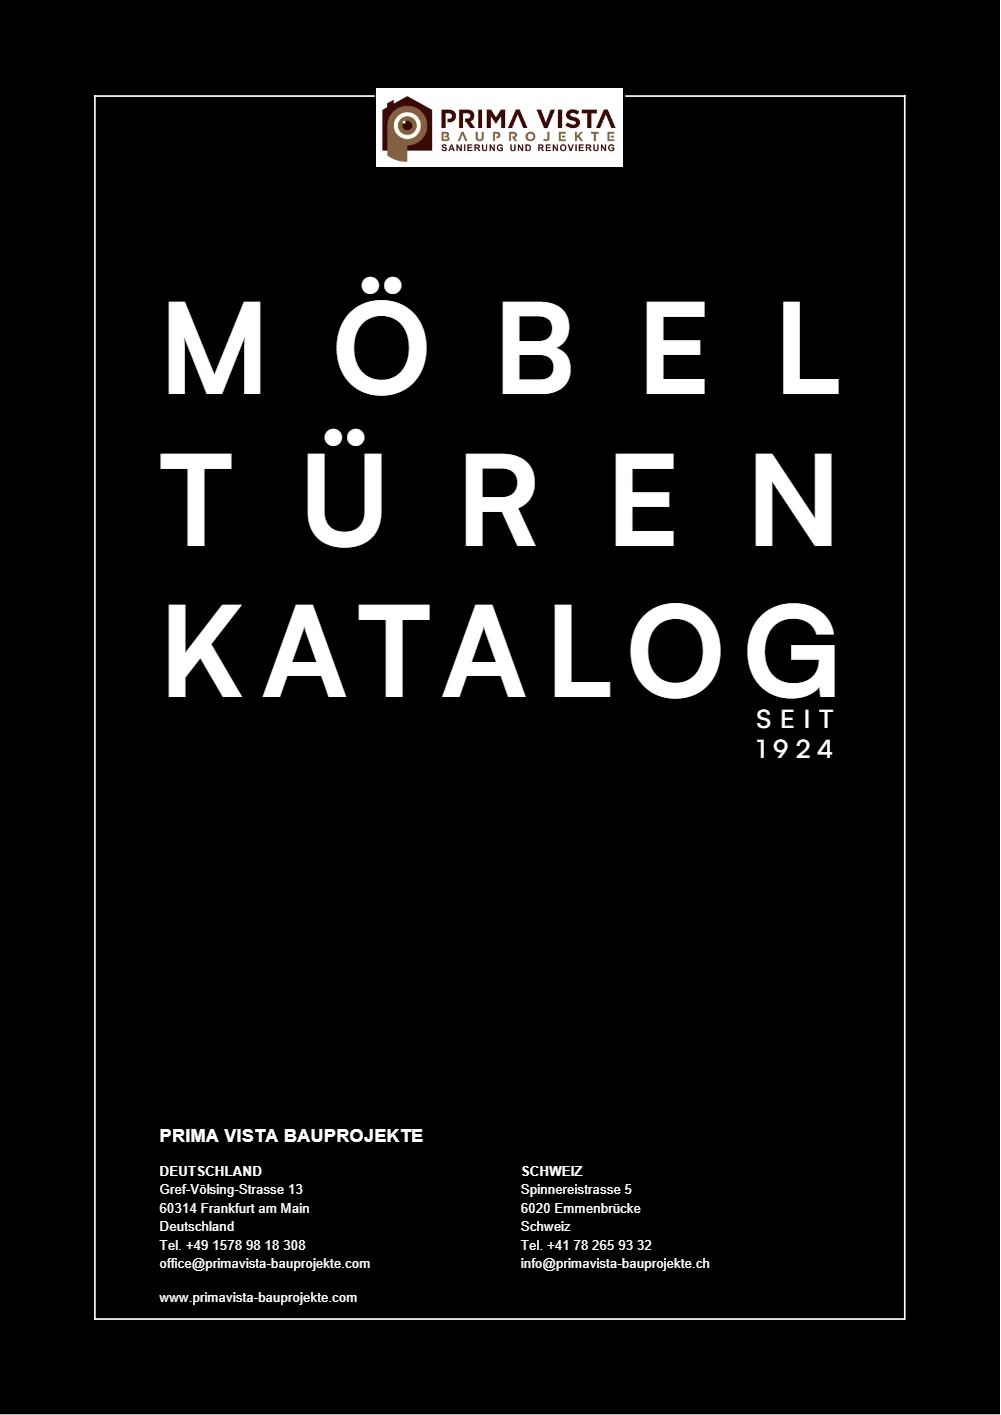 PRIMA VISTA
BAUPROJEKTE
SANIERUNG UND RENOVIERUNG
MÖBEL
TÜREN
KATALOG
SEIT
1924
PRIMA VISTA BAUPROJEKTE
DEUTSCHLAND
Gref-Völsing-Strasse 13
60314 Frankfurt am Main
Deutschland
Tel. +49 1578 98 18 308
office@primavista-bauprojekte.com
www.primavista-bauprojekte.com
SCHWEIZ
Spinnereistrasse 5
6020 Emmenbrücke
Schweiz
Tel. +41 78 265 93 32
info@primavista-bauprojekte.ch